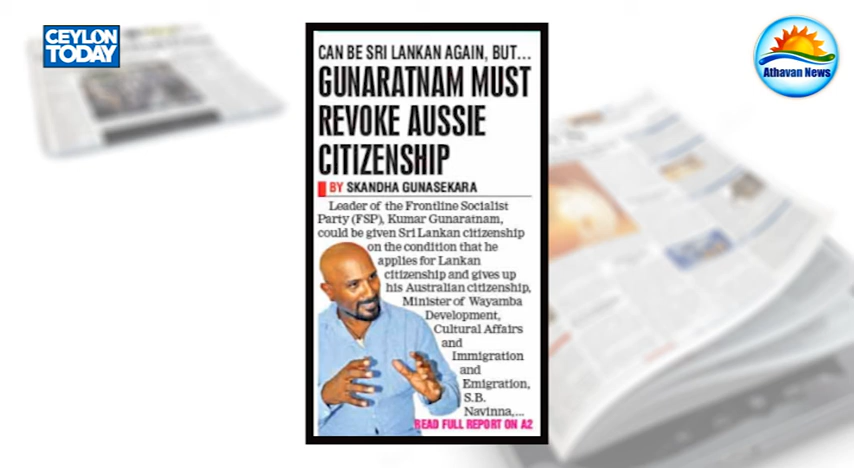 CEYLON
TODAY
Athavan News
CAN BE SRI LANKAN AGAIN, BUT...
GUNARATNAM MUST
REVOKE AUSSIE
CITIZENSHIP
BY SKANDHA GUNASEKARA
Leader of the Frontline Socialist
Party (FSP), Kumar Gunaratnam,
could be given Sri Lankan citizenship
on the condition that he
applies for Lankan
citizenship and gives up
his Australian citizenship,
Minister of Wayamba
Development,
Cultural Affairs
and
Immigration
and
Emigration,
S.B.
Navinna,...
READ FULL REPORT ON A2